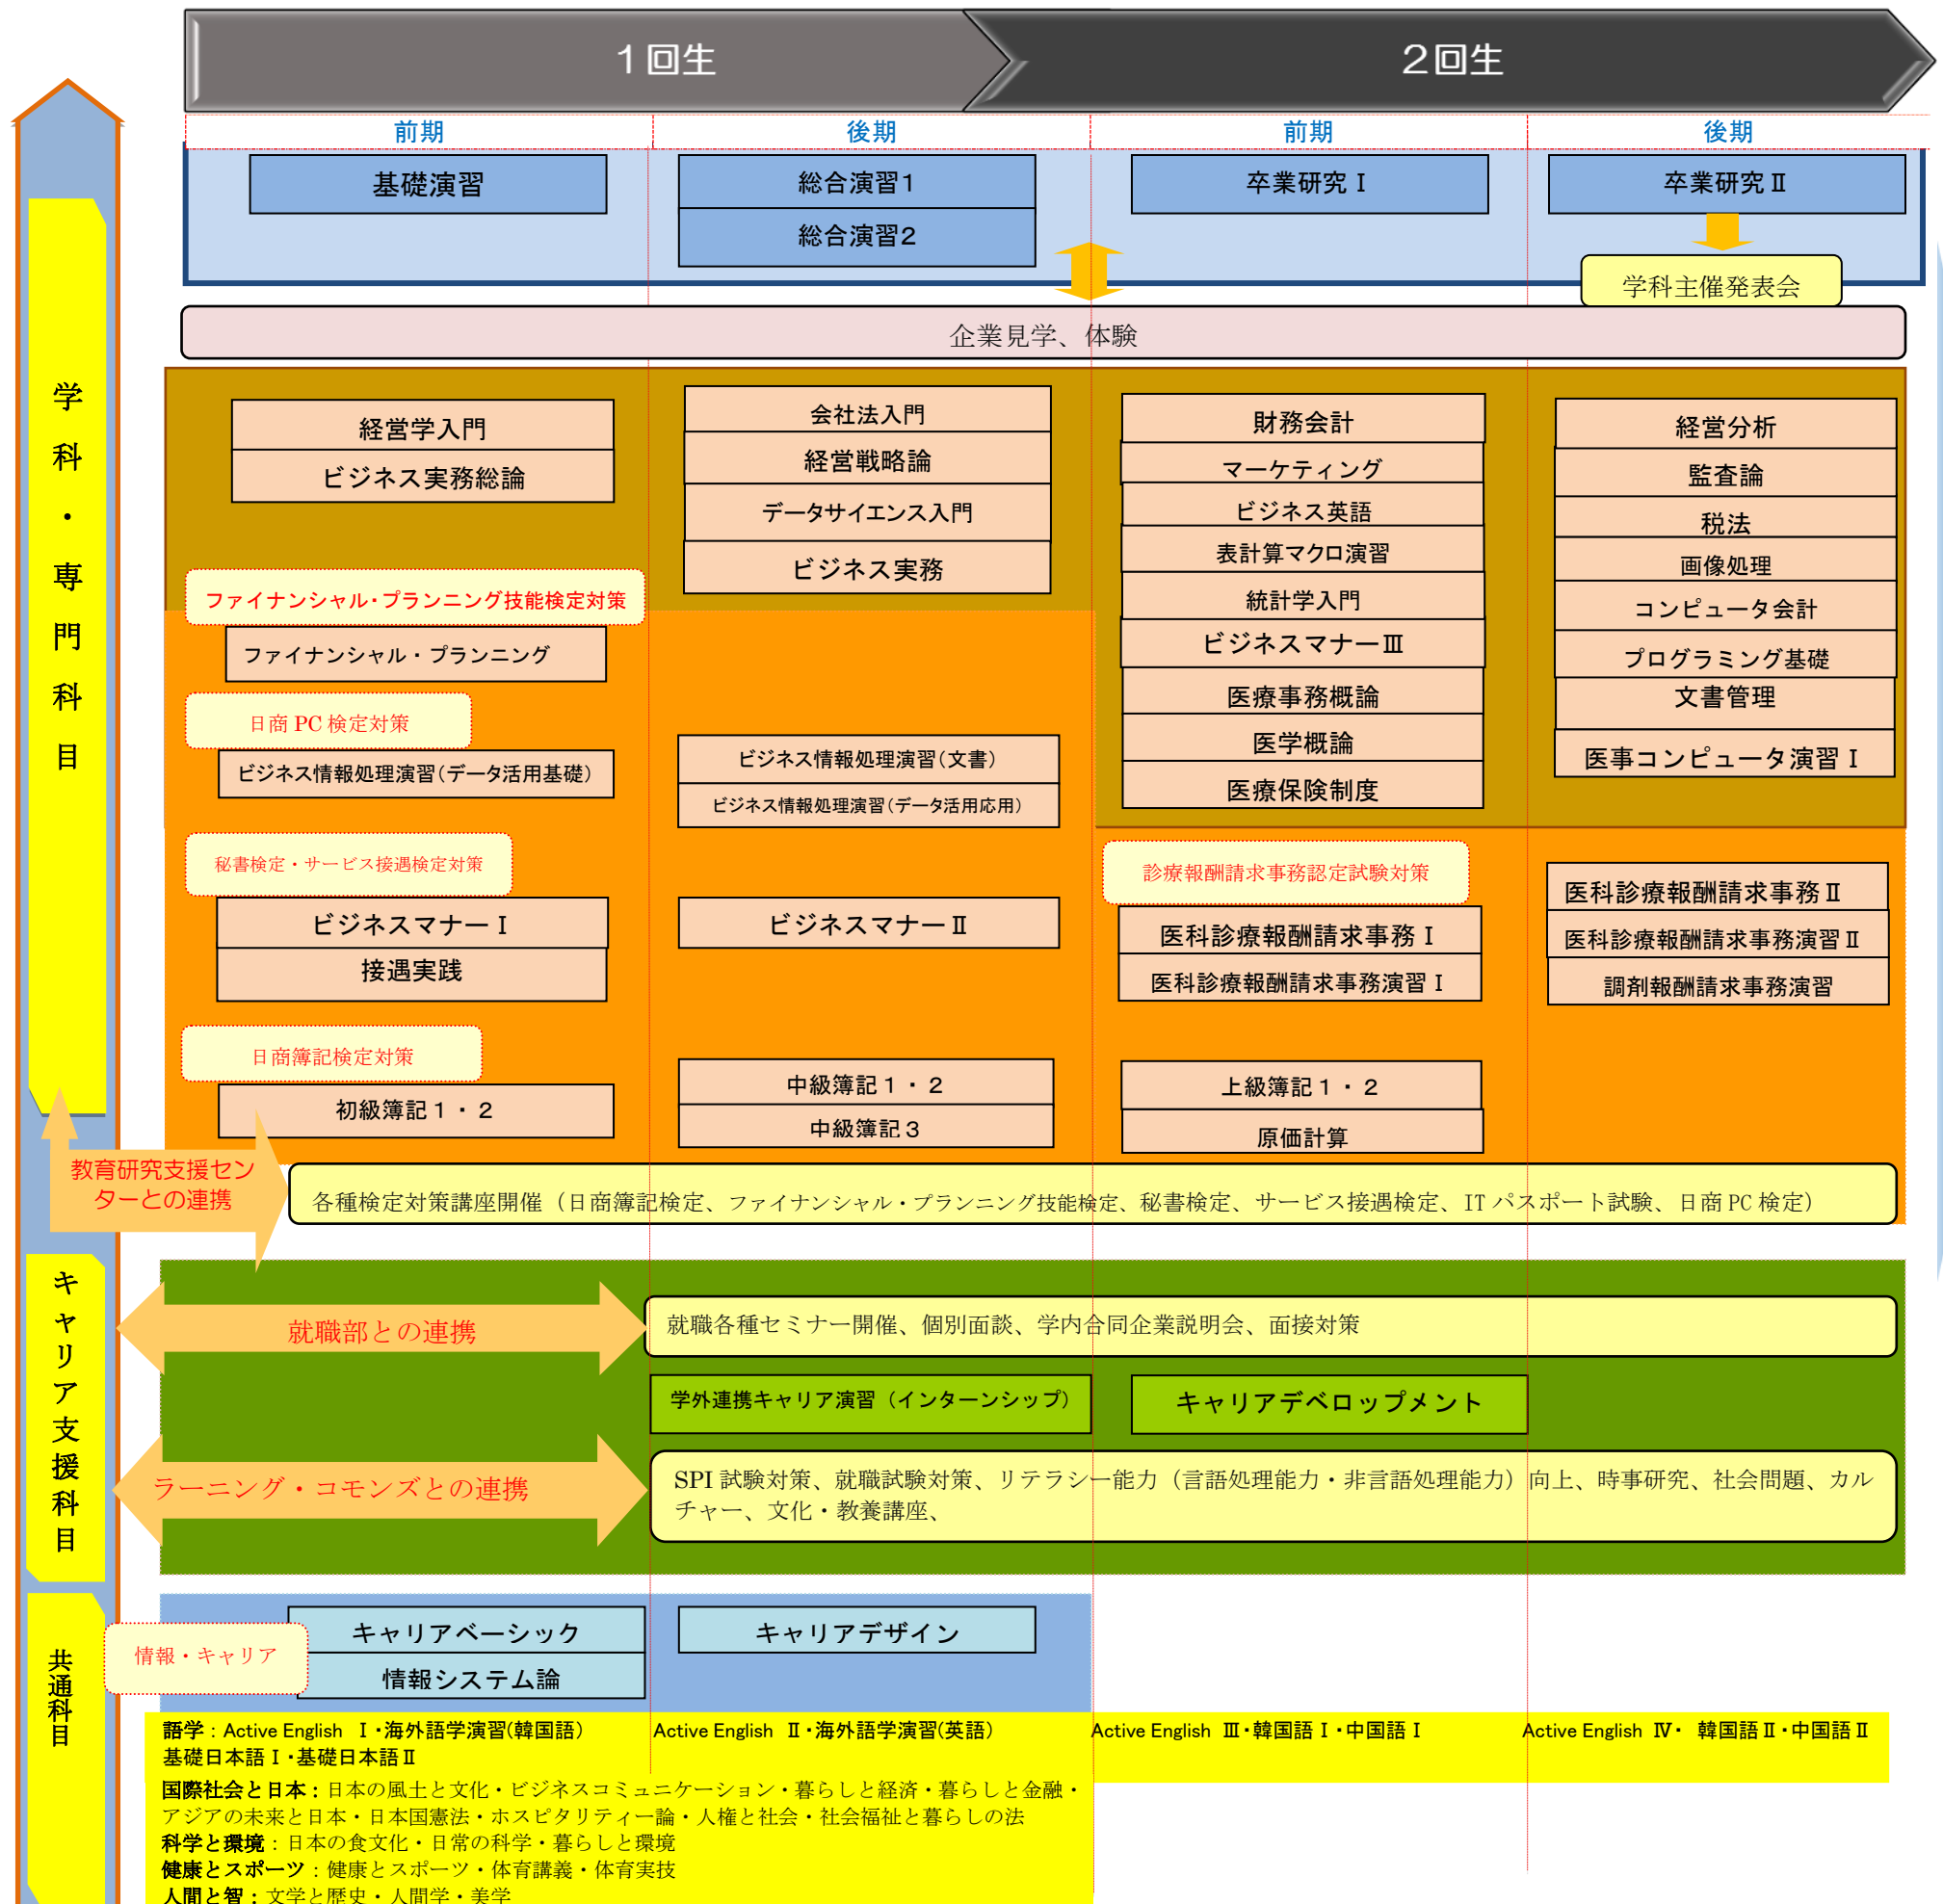 1回生
2回生
前期
後期
前期
後期
学科・専門科目
基礎演習
総合演習1
総合演習2
卒業研究Ⅰ
卒業研究Ⅱ
学科主催発表会
企業見学、体験
経営学入門
ビジネス実務総論
会社法入門
経営戦略論
データサイエンス入門
ビジネス実務
財務会計
マーケティング
ビジネス英語
表計算マクロ演習
統計学入門
ビジネスマナーⅢ
医療事務概論
医学概論
医療保険制度
経営分析
監査論
税法
画像処理
コンピュータ会計
プログラミング基礎
文書管理
医事コンピュータ演習Ⅰ
ファイナンシャル・プランニング技能検定対策
ファイナンシャル・プランニング
日商 PC 検定対策
ビジネス情報処理演習(データ活用基礎)
ビジネス情報処理演習(文書)
ビジネス情報処理演習(データ活用応用)
秘書検定・サービス接遇検定対策
ビジネスマナーⅠ
接遇実践
ビジネスマナーⅡ
診療報酬請求事務認定試験対策
医科診療報酬請求事務Ⅰ
医科診療報酬請求事務演習Ⅰ
医科診療報酬請求事務Ⅱ
医科診療報酬請求事務演習Ⅱ
調剤報酬請求事務演習
日商簿記検定対策
初級簿記1・2
中級簿記1・2
中級簿記3
上級簿記1・2
原価計算
教育研究支援セン
ターとの連携
各種検定対策講座開催（日商簿記検定、ファイナンシャル・プランニング技能検定、秘書検定、サービス接遇検定、IT パスポート試験、日商 PC 検定）
キャリア支援科目
就職部との連携
就職各種セミナー開催、個別面談、学内合同企業説明会、面接対策
学外連携キャリア演習（インターンシップ）
キャリアデベロップメント
ラーニング・コモンズとの連携
SPI 試験対策、就職試験対策、リテラシー能力（言語処理能力・非言語処理能力）向上、時事研究、社会問題、カル
チャー、文化・教養講座、
共通科目
情報・キャリア
キャリアベーシック
情報システム論
キャリアデザイン
語学：Active English Ⅰ・海外語学演習(韓国語)
基礎日本語Ⅰ・基礎日本語Ⅱ
Active English Ⅱ・海外語学演習(英語)
Active English Ⅲ・韓国語Ⅰ・中国語Ⅰ
Active English Ⅳ・ 韓国語Ⅱ・中国語Ⅱ
国際社会と日本：日本の風土と文化・ビジネスコミュニケーション・暮らしと経済・暮らしと金融・
アジアの未来と日本・日本国憲法・ホスピタリティー論・人権と社会・社会福祉と暮らしの法
科学と環境：日本の食文化・日常の科学・暮らしと環境
健康とスポーツ：健康とスポーツ・体育講義・体育実技
人間と智：文学と歴史・人間学・美学